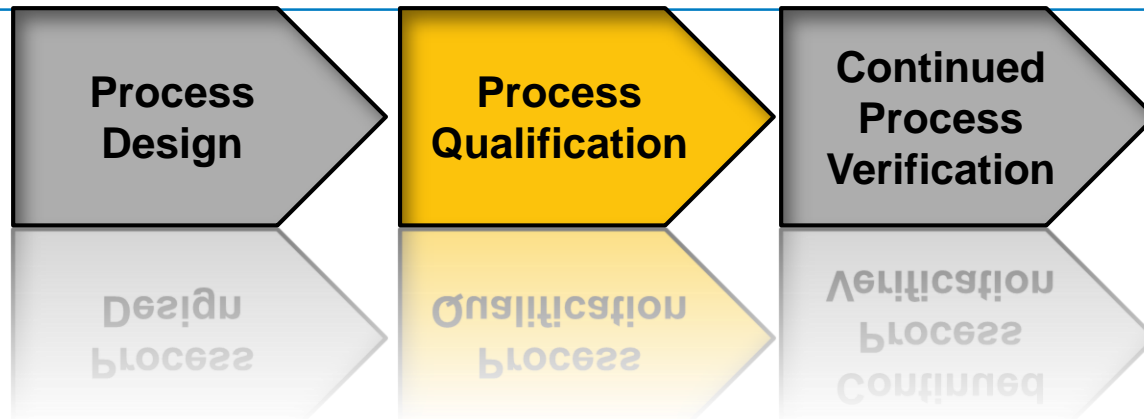 Process
Design
Process
Qualification
Continued
Process
Verification